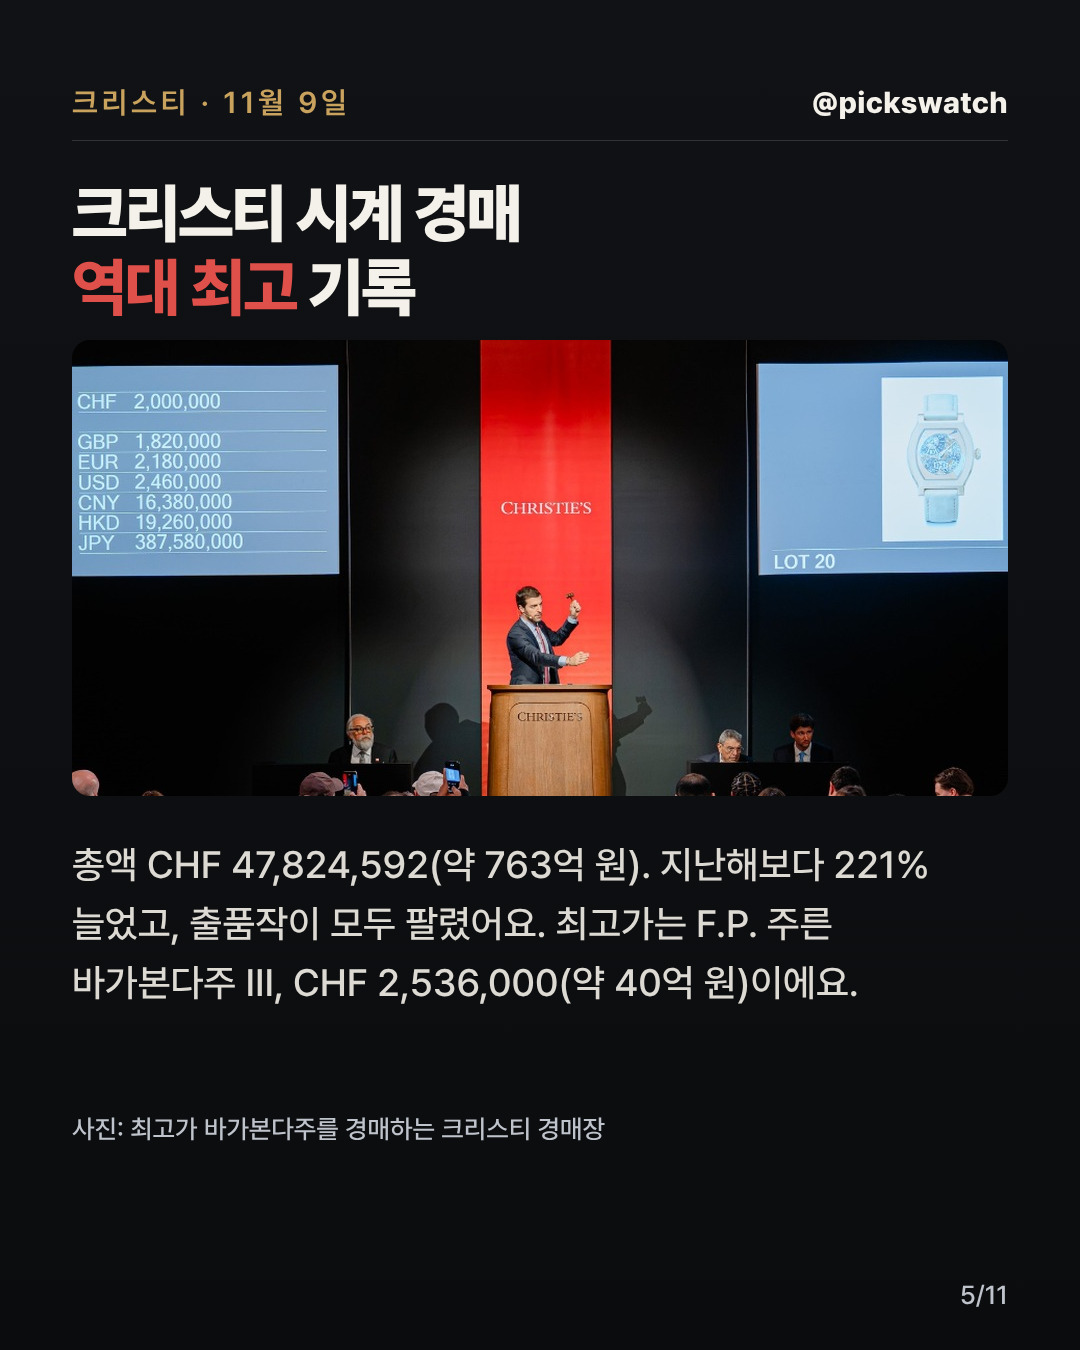 크리스티 · 11월 9일
@pickswatch
크리스티 시계 경매
역대 최고 기록
CHF 2,000,000
GBP 1,820,000
EUR 2,180,000
USD 2,460,000
CNY 16,380,000
HKD 19,260,000
JPY 387,580,000
CHRISTIE'S
LOT 20
CHRISTIE'S
총액 CHF 47,824,592(약 763억 원). 지난해보다 221%
늘었고, 출품작이 모두 팔렸어요. 최고가는 F.P. 주른
바가본다주 III, CHF 2,536,000(약 40억 원)이에요.
사진: 최고가 바가본다주를 경매하는 크리스티 경매장
5/11